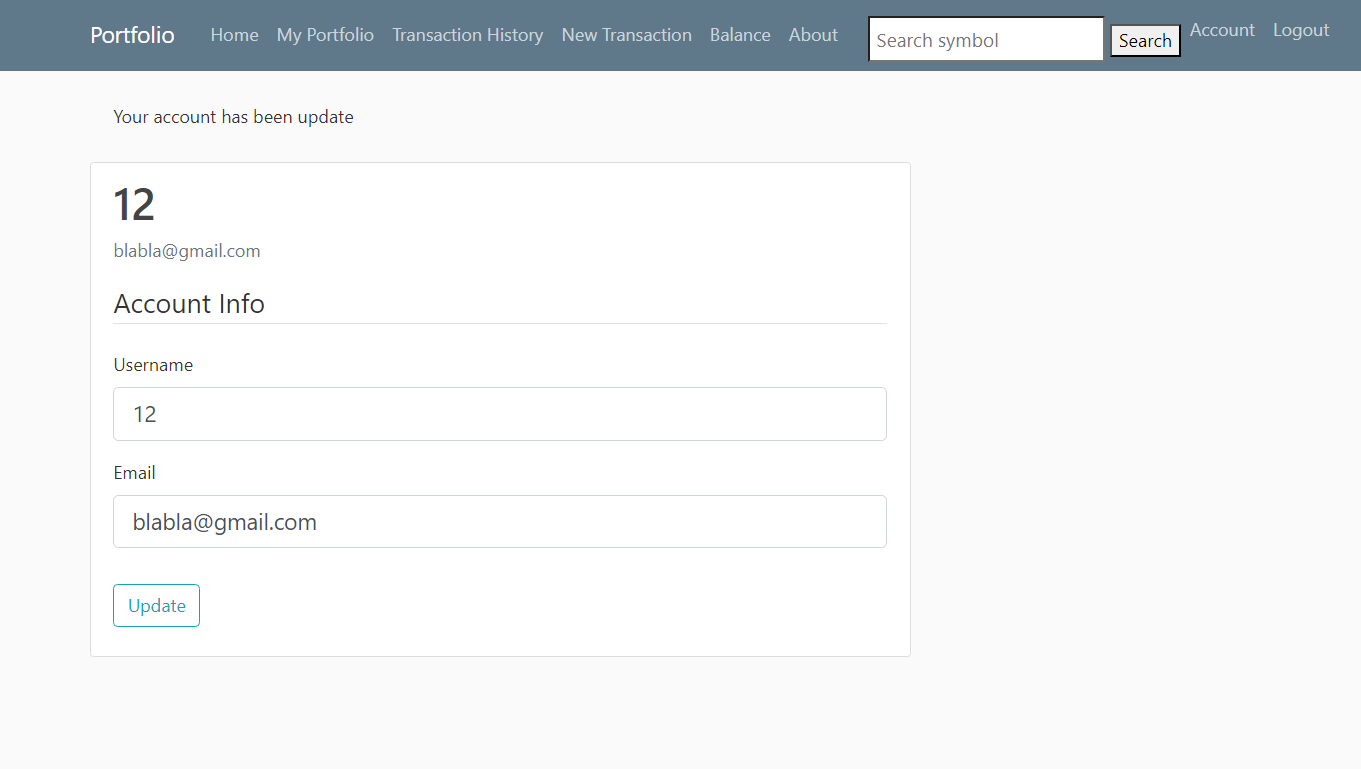 Portfolio Home My Portfolio Transaction History New Transaction Balance About Search symbol Search Account Logout
Your account has been update
12
blabla@gmail.com
Account Info
Username
12
Email
blabla@gmail.com
Update